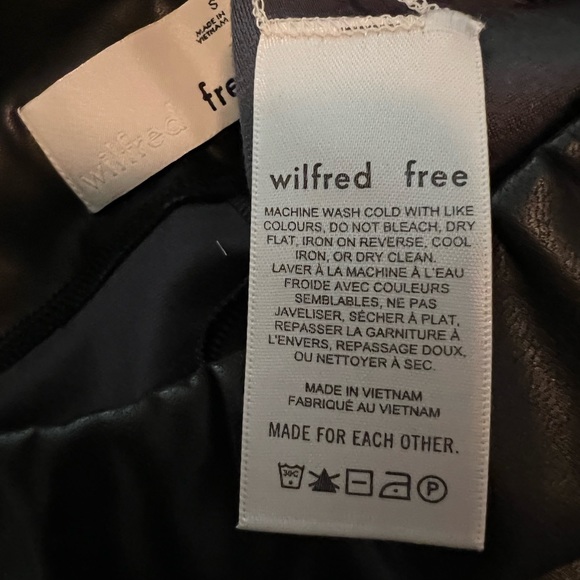 S
MADE IN
VIETNAM
wilfred
wilfred free
MACHINE WASH COLD WITH LIKE
COLOURS, DO NOT BLEACH, DRY
FLAT, IRON ON REVERSE, COOL
IRON, OR DRY CLEAN.
LAVER À LA MACHINE À L'EAU
FROIDE AVEC COULEURS
SEMBLABLES, NE PAS
JAVELISER, SÉCHER À PLAT,
REPASSER LA GARNITURE À
L'ENVERS, REPASSAGE DOUX,
OU NETTOYER À SEC.
MADE IN VIETNAM
FABRIQUÉ AU VIETNAM
MADE FOR EACH OTHER.
30C P